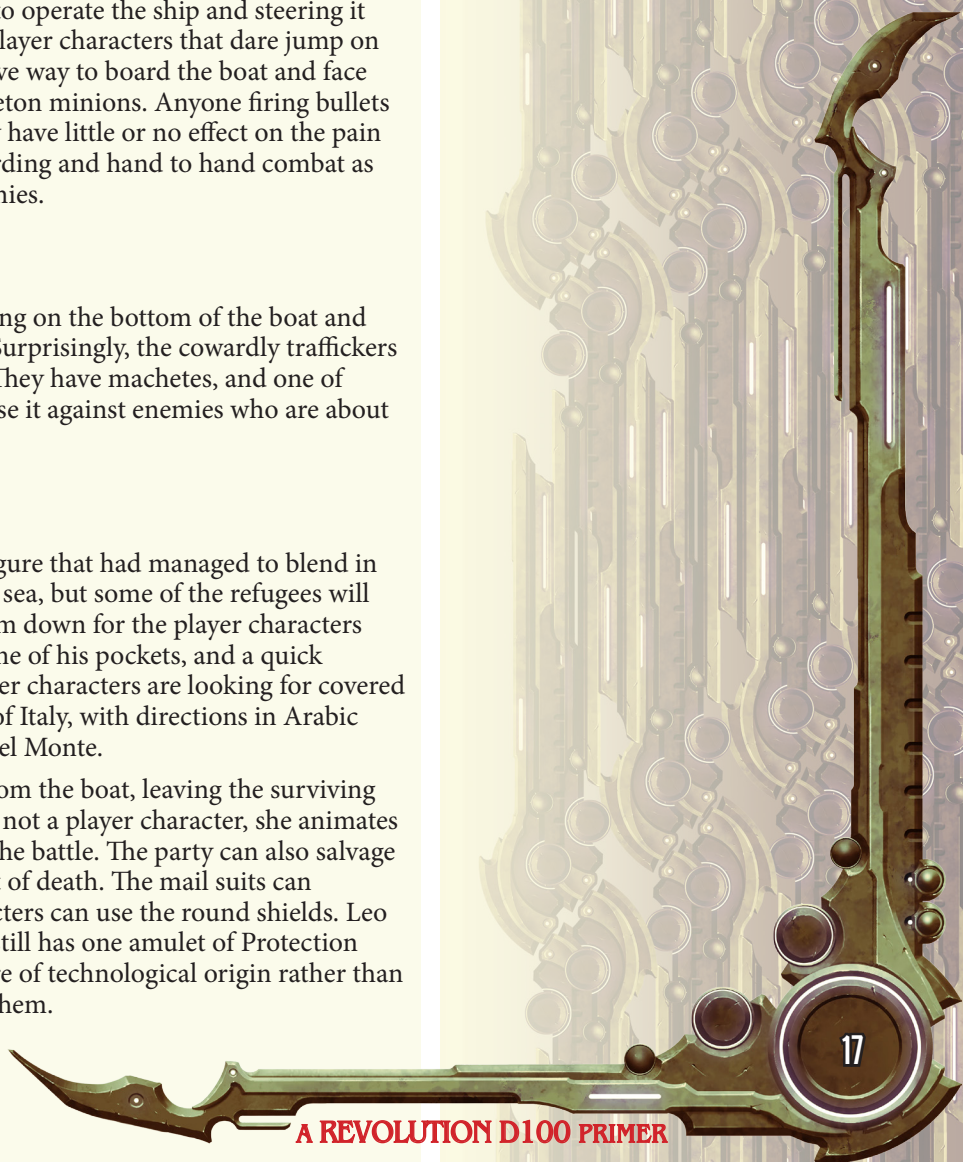 to operate the ship and steering it
layer characters that dare jump on
ve way to board the boat and face
eton minions. Anyone firing bullets
have little or no effect on the pain
rding and hand to hand combat as
nies.
ng on the bottom of the boat and
Surprisingly, the cowardly traffickers
They have machetes, and one of
se it against enemies who are about
gure that had managed to blend in
sea, but some of the refugees will
m down for the player characters
ne of his pockets, and a quick
er characters are looking for covered
of Italy, with directions in Arabic
el Monte.
om the boat, leaving the surviving
not a player character, she animates
he battle. The party can also salvage
t of death. The mail suits can
cters can use the round shields. Leo
still has one amulet of Protection
re of technological origin rather than
hem.
17
A REVOLUTION D100 PRIMER